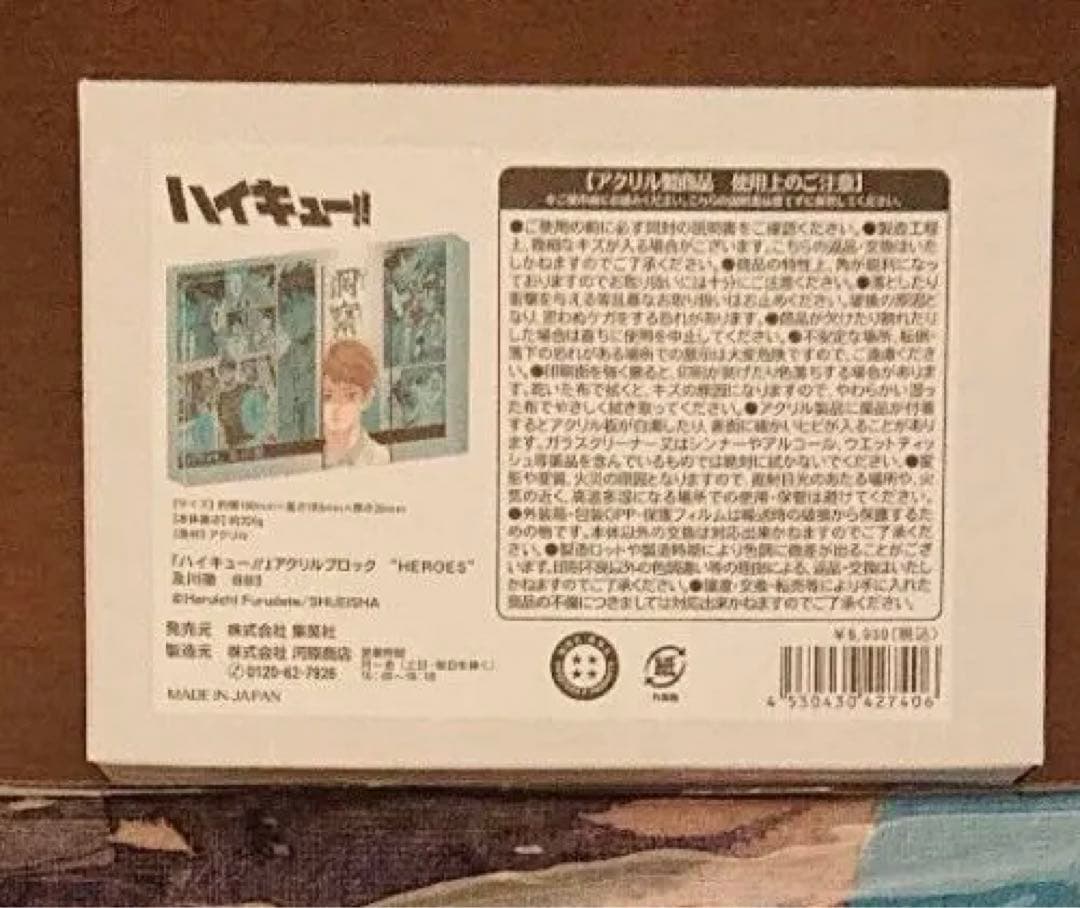 ハイキュー!!
洞窟
【素材】アクリル
『ハイキュー!!』アクリルブロック "HEROES"
及川徹
©Haruichi Furudate/SHUEISHA
発売元 株式会社 集英社
製造元 株式会社 河原商店 営業時間
0120-62-7926
MADE IN JAPAN
【アクリル製商品 使用上のご注意】
●ご使用の前に必ず同封の説明書をご確認ください。●製造工程
上、微細なキズが入る場合がございます。こちらの返品・交換はいた
しかねますのでご了承ください。●商品の特性上、角が鋭利になっ
ておりますのでお取り扱いには十分にご注意ください。●落としたり
衝撃を与える等乱暴なお取り扱いはお止めください。破損の原因と
なり、思わぬケガをする恐れがあります。●商品が欠けたり割れたり
した場合は直ちに使用を中止してください。●不安定な場所、転倒・
落下の恐れがある場所での展示は大変危険ですので、ご遠慮くださ
い。●印刷面を強く擦ると、印刷が剥げたり色落ちする場合がありま
す。乾いた布で拭くと、キズの原因になりますので、やわらかい湿っ
た布でやさしく拭き取ってください。●アクリル製品に薬品が付着
するとアクリル板が白濁したり、表面に細かいヒビが入ることがあり
ます。ガラスクリーナー又はシンナーやアルコール、ウエットティッ
シュ等薬品を含んでいるものでは絶対に拭かないでください。●変
形や変質、火災の原因となりますので、直射日光のあたる場所や、火
気の近く、高温多湿になる場所での使用・保管は避けてください。
●外装箱・包装OPP・保護フィルムは輸送時の破損から保護するた
めの物です。本体以外の交換は対応出来かねますのでご了承くださ
い。●製造ロットや製造時期により色調に微差が出ることがござ
います。印刷不良以外の色調違い等の理由による、返品・交換はいたし
かねますのでご了承ください。●譲渡・交換・転売等により手に入れた
商品の不備につきましては対応出来かねますのでご了承ください。
紙
外装箱
¥6,930(税込)
4 530430 427406